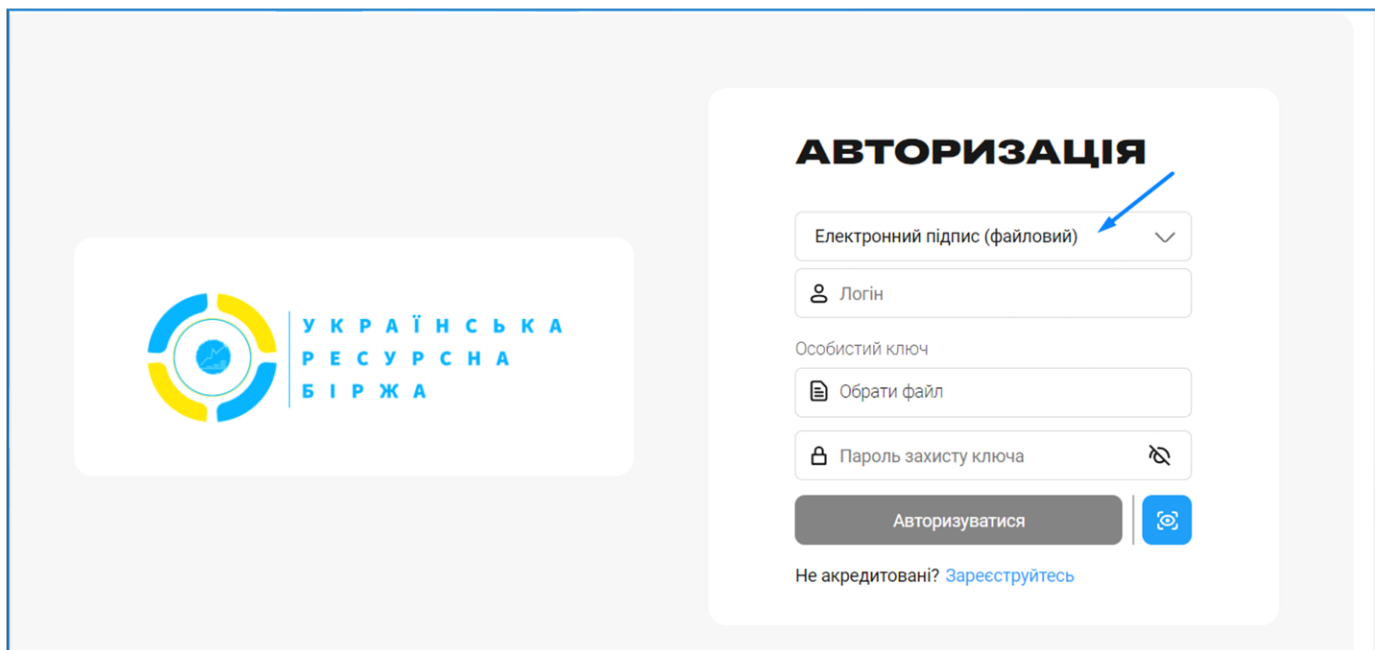 УКРАЇНСЬКА
РЕСУРСНА
БІРЖА
АВТОРИЗАЦІЯ
Електронний підпис (файловий)
Логін
Особистий ключ
Обрати файл
Пароль захисту ключа
Авторизуватися
Не акредитовані? Зареєструйтесь